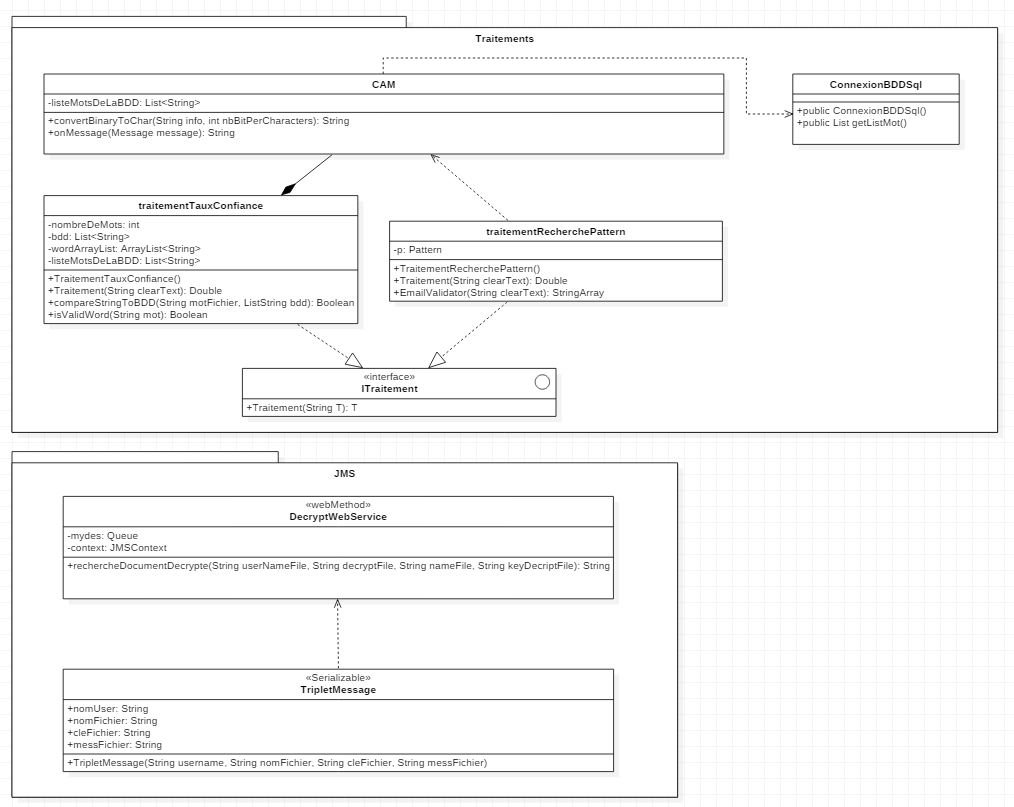 Traitements
CAM
-listeMotsDeLaBDD: List<String>
+convertBinaryToChar(String info, int nbBitPerCharacters): String
+onMessage(Message message): String
ConnexionBDDSql
+public ConnexionBDDSql()
+public List getListMot()
traitementTauxConfiance
-nombreDeMots: int
-bdd: List<String>
-wordArrayList: ArrayList<String>
-listeMotsDeLaBDD: List<String>
+TraitementTauxConfiance()
+Traitement(String clearText): Double
+compareStringToBDD(String motFichier, ListString bdd): Boolean
+isValidWord(String mot): Boolean
traitementRecherchePattern
-p: Pattern
+TraitementRecherchePattern()
+Traitement(String clearText): Double
+EmailValidator(String clearText): StringArray
«interface»
ITraitement
+Traitement(String T): T
JMS
«webMethod»
DecryptWebService
-mydes: Queue
-context: JMSContext
+rechercheDocumentDecrypte(String userNameFile, String decryptFile, String nameFile, String keyDecriptFile): String
«Serializable»
TripletMessage
+nomUser: String
+nomFichier: String
+cleFichier: String
+messFichier: String
+TripletMessage(String username, String nomFichier, String cleFichier, String messFichier)